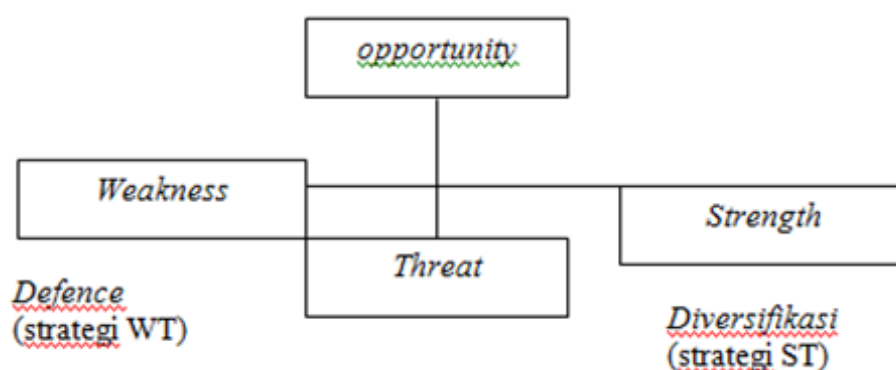 opportunity
Weakness
Strength
Threat
Defence
(strategi WT)
Diversifikasi
(strategi ST)